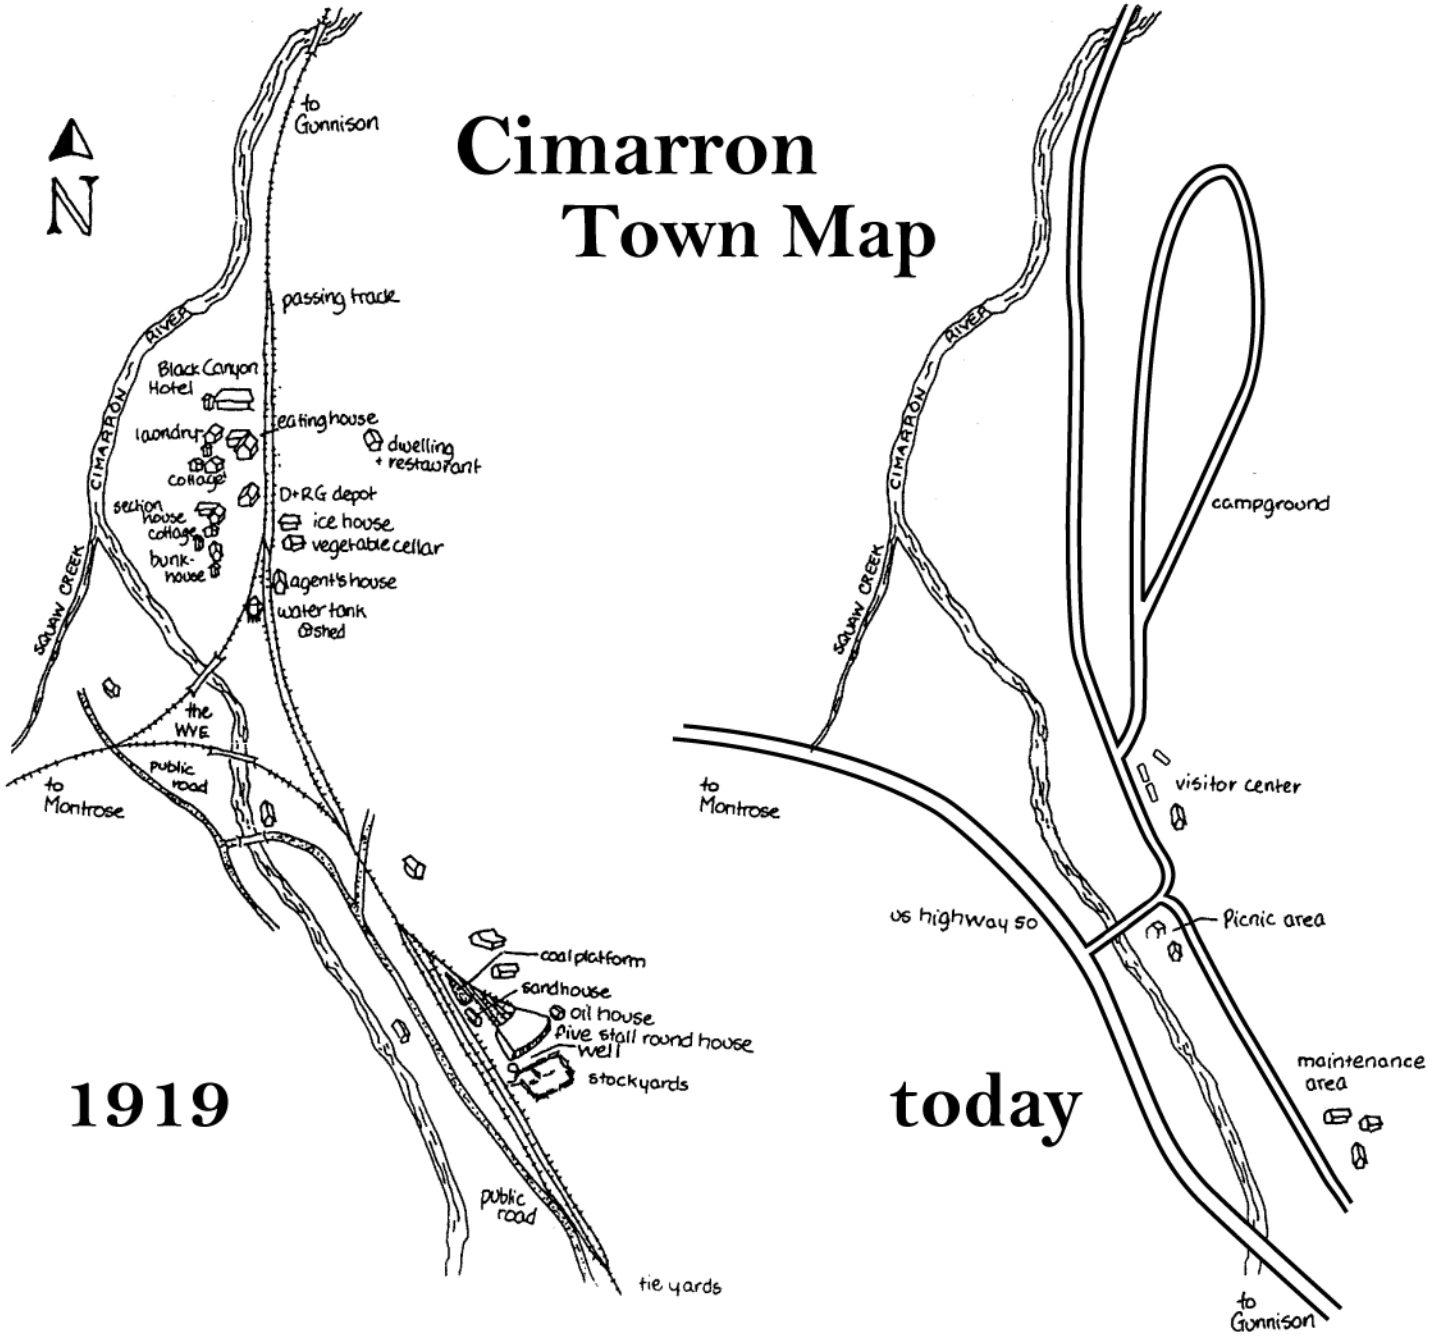 Cimarron
Town Map
N
to
Gunnison
passing track
RIVER
CIMARRON
Black Canyon
Hotel
eating house
laundry
dwelling
+ restaurant
cottage
D+RG depot
section
house
ice house
cottage
vegetable cellar
bunk-
house
agent's house
water tank
shed
SQUAW CREEK
the
WYE
public
road
to
Montrose
coal platform
sandhouse
oil house
five stall round house
well
stockyards
1919
public
road
tie yards
RIVER
CIMARRON
campground
SQUAW CREEK
to
Montrose
visitor center
us highway 50
Picnic area
maintenance
area
today
to
Gunnison